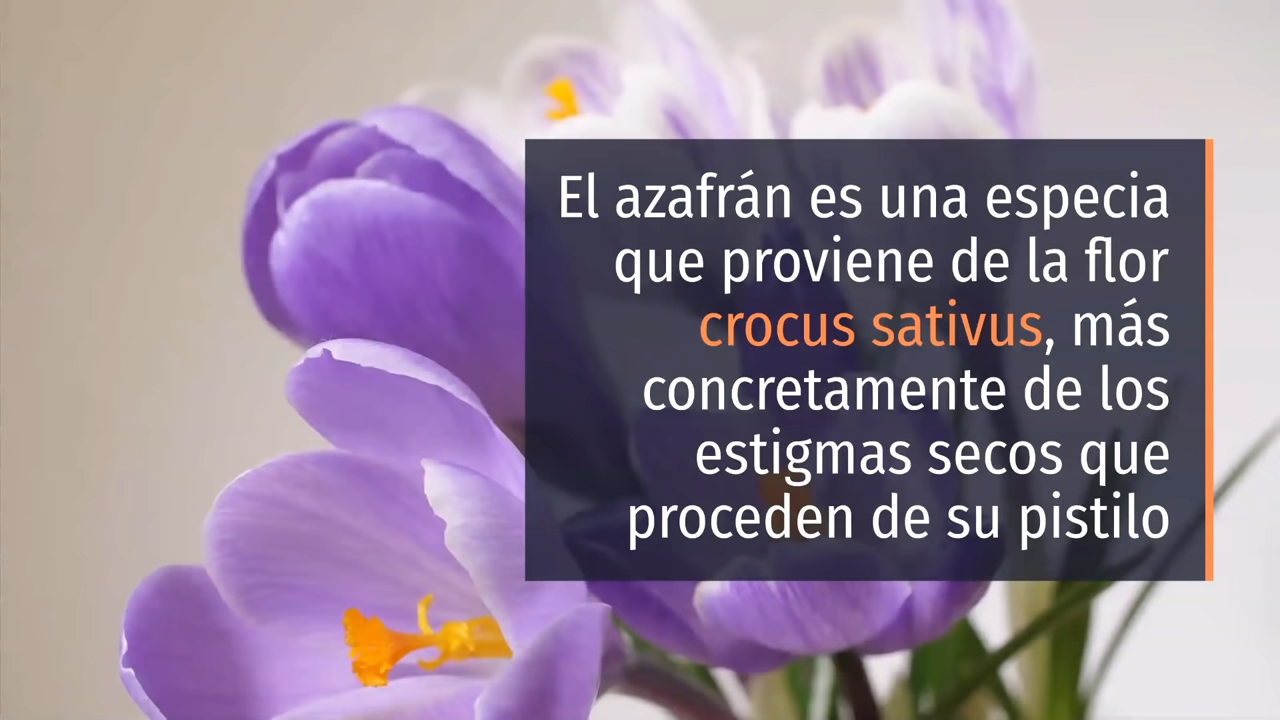 El azafrán es una especia
que proviene de la flor
crocus sativus, más
concretamente de los
estigmas secos que
proceden de su pistilo